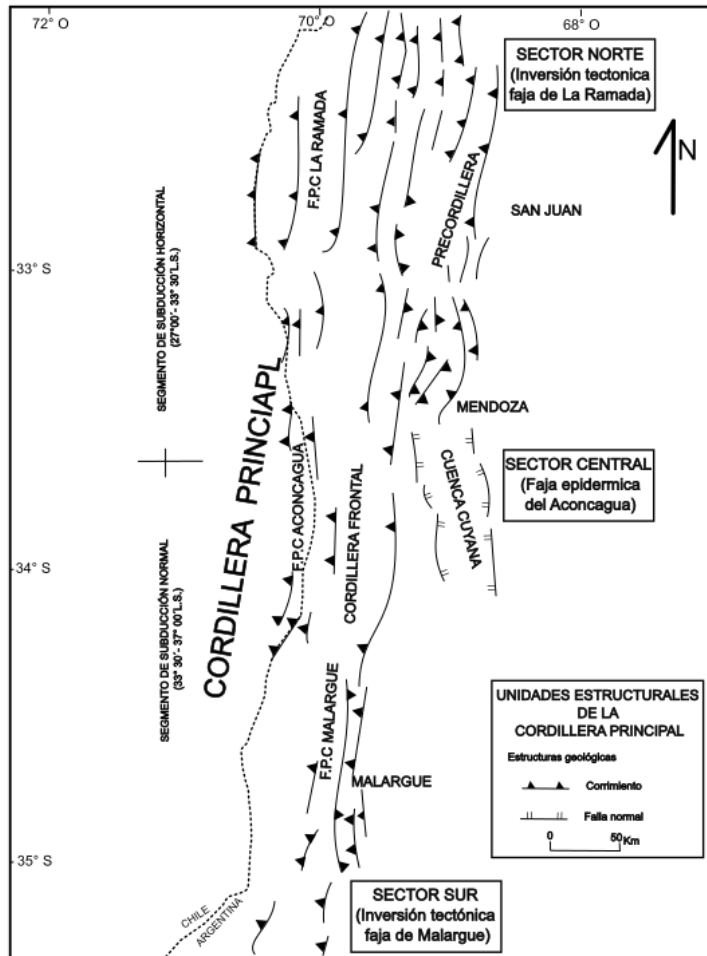 72° O
70° O
68° O
SECTOR NORTE
(Inversión tectonica
faja de La Ramada)
N
F.P.C LA RAMADA
PRECORDILLERA
SAN JUAN
33° S
SEGMENTO DE SUBDUCCIÓN HORIZONTAL
(27°00´- 33° 30´L.S.)
CORDILLERA PRINCIAPL
MENDOZA
F.P.C ACONCAGUA
CORDILLERA FRONTAL
CUENCA CUYANA
SECTOR CENTRAL
(Faja epidermica
del Aconcagua)
SEGMENTO DE SUBDUCCIÓN NORMAL
(33° 30´- 37° 00´L.S.)
34° S
F.P.C MALARGUE
MALARGUE
UNIDADES ESTRUCTURALES
DE LA
CORDILLERA PRINCIPAL
Estructuras geológicas
Corrimiento
Falla normal
0 50 Km
35° S
CHILE
ARGENTINA
SECTOR SUR
(Inversión tectónica
faja de Malargue)